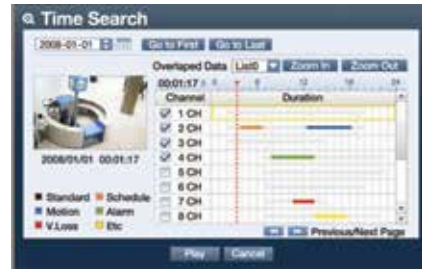 Time Search
2008-01-01 Go to First Go to Last
Overlaped Data List0 Zoom In Zoom Out
00:01:17 0 6 12 18 24
Channel Duration
1 CH
2 CH
3 CH
4 CH
5 CH
6 CH
7 CH
8 CH
2008/01/01 00:01:17
Standard Schedule
Motion Alarm
V.Loss Etc
Previous/Next Page
Play Cancel